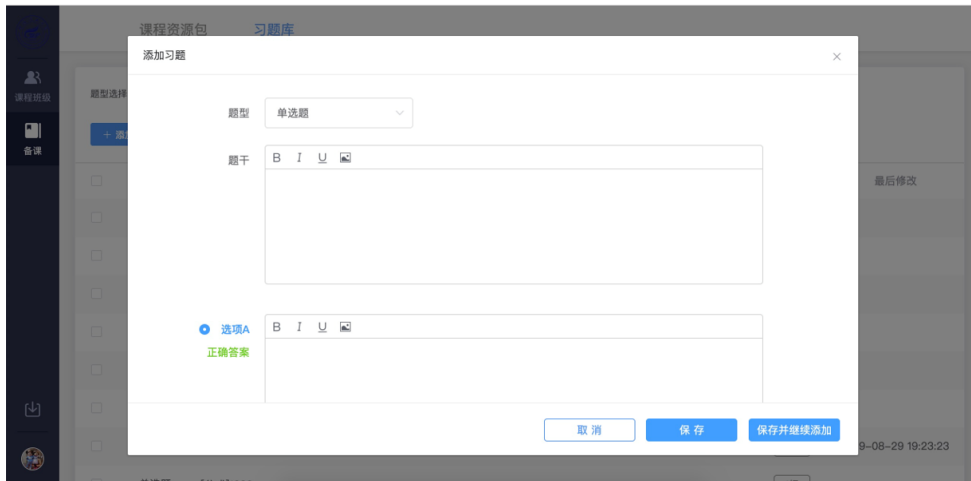 课程资源包 习题库
添加习题
课程班级
题型选择
题型 单选题
备课
题干 B I U
最后修改
选项A B I U
正确答案
取消 保存 保存并继续添加
9-08-29 19:23:23